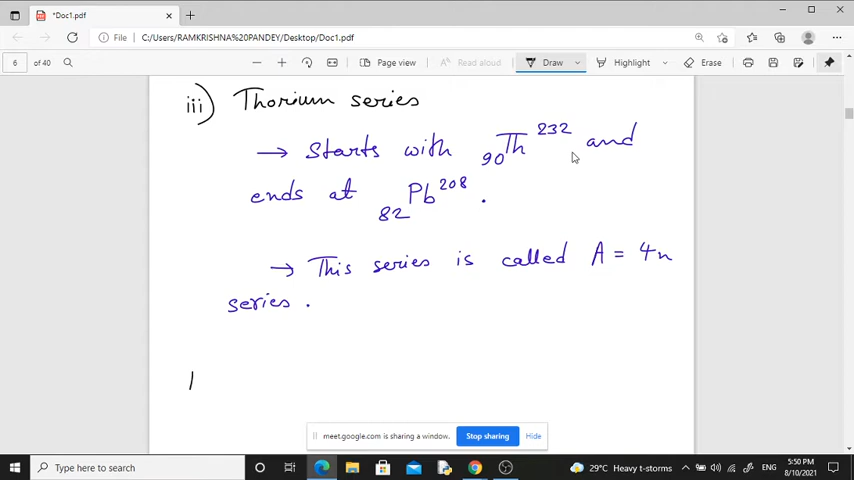 *Doc1.pdf
File C:/Users/RAMKRISHNA%20PANDEY/Desktop/Doc1.pdf
6 of 40 Page view Read aloud Draw Highlight Erase
iii) Thorium series
→ Starts with ₉₀Th²³² and
ends at ₈₂Pb²⁰⁸.
→ This series is called A = 4n
series.
meet.google.com is sharing a window. Stop sharing Hide
Type here to search 29°C Heavy t-storms ENG 5:50 PM
8/10/2021